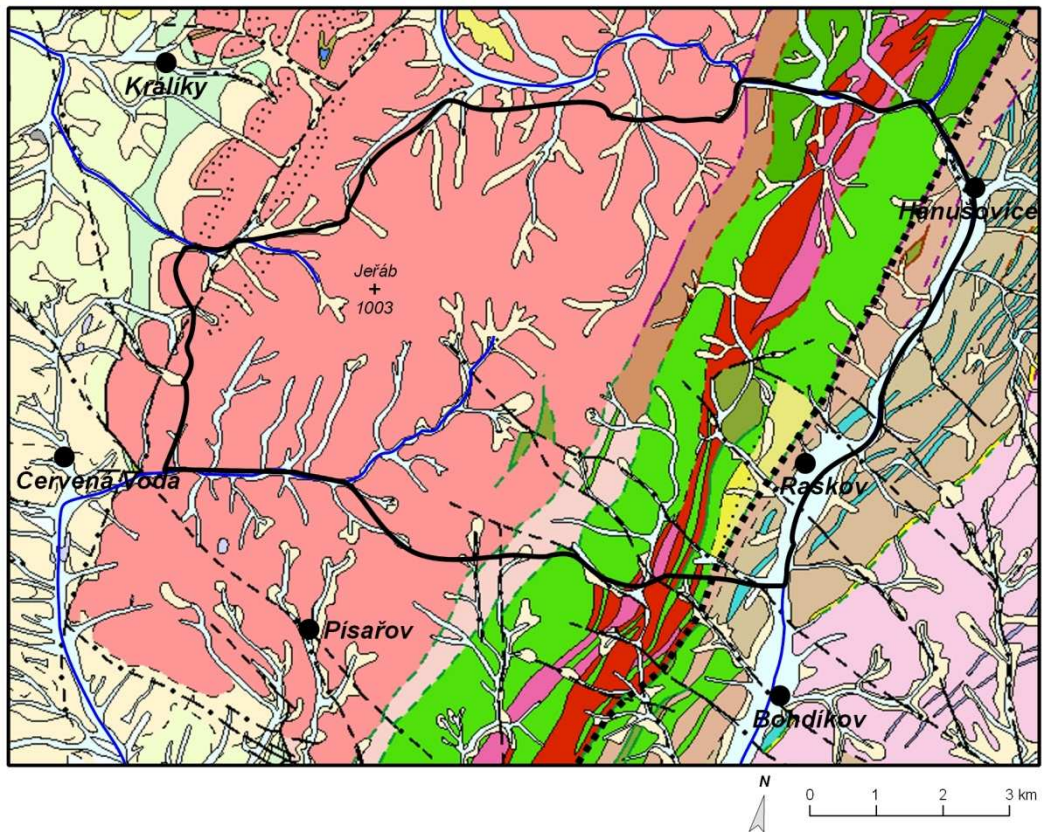 Králíky
Hanušovice
Jeřáb
+
1003
Červená Voda
Raškov
Písařov
Bohdíkov
N
0 1 2 3 km